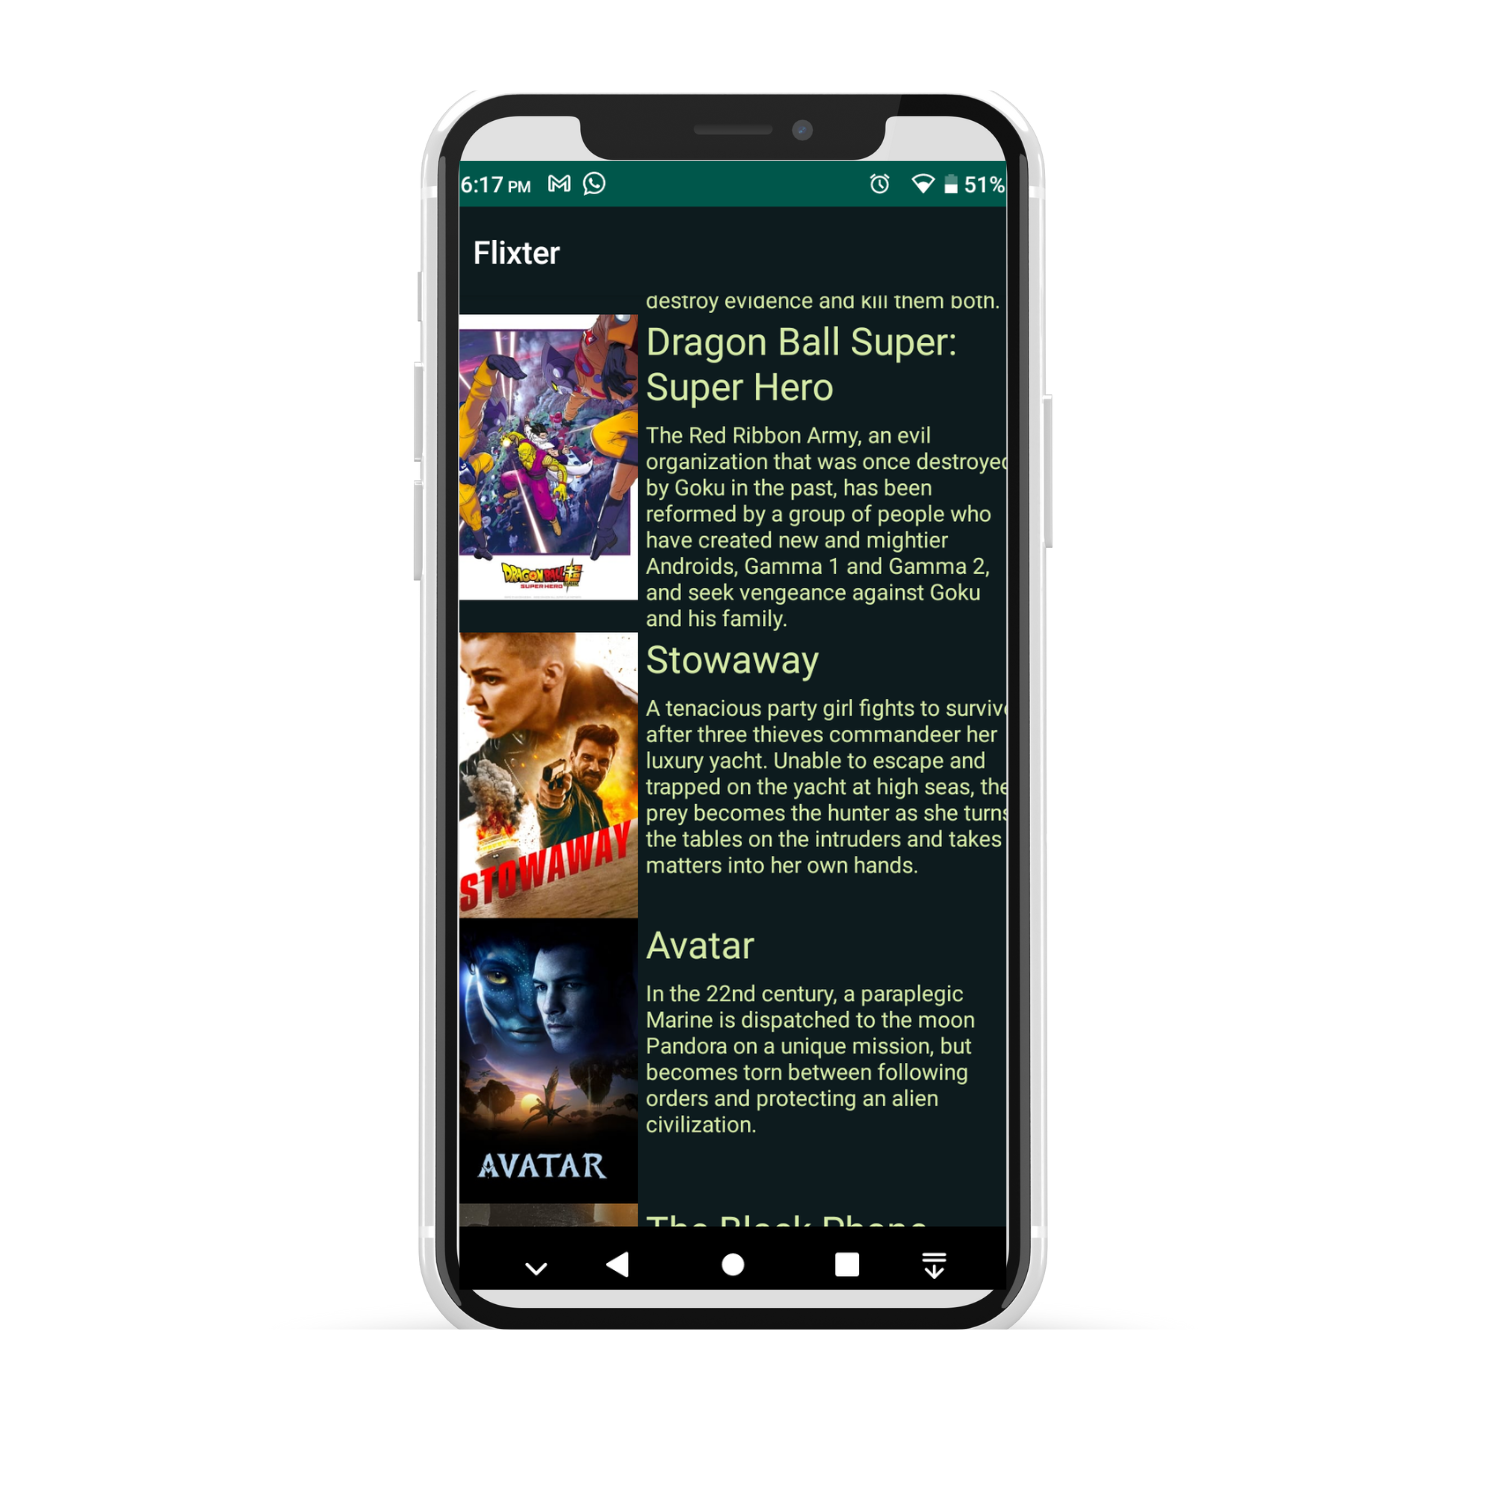 6:17 PM 51%
Flixter
destroy evidence and kill them both.
Dragon Ball Super:
Super Hero
The Red Ribbon Army, an evil
organization that was once destroyed
by Goku in the past, has been
reformed by a group of people who
have created new and mightier
Androids, Gamma 1 and Gamma 2,
and seek vengeance against Goku
and his family.
DRAGON BALL 超
SUPER HERO
Stowaway
A tenacious party girl fights to survive
after three thieves commandeer her
luxury yacht. Unable to escape and
trapped on the yacht at high seas, the
prey becomes the hunter as she turns
the tables on the intruders and takes
matters into her own hands.
STOWAWAY
Avatar
In the 22nd century, a paraplegic
Marine is dispatched to the moon
Pandora on a unique mission, but
becomes torn between following
orders and protecting an alien
civilization.
AVATAR
The Black Phone